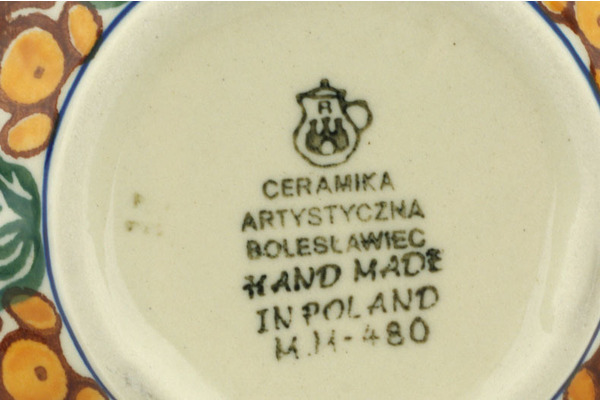 R
CERAMIKA
ARTYSTYCZNA
BOLESŁAWIEC
HAND MADE
IN POLAND
M.M-480